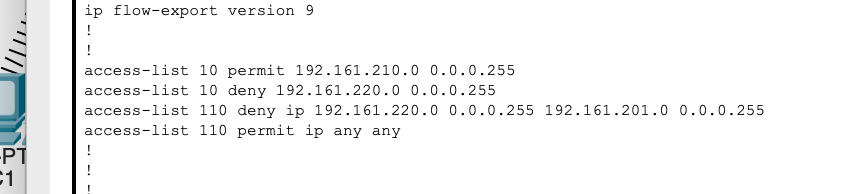 ip flow-export version 9
!
!
access-list 10 permit 192.161.210.0 0.0.0.255
access-list 10 deny 192.161.220.0 0.0.0.255
access-list 110 deny ip 192.161.220.0 0.0.0.255 192.161.201.0 0.0.0.255
access-list 110 permit ip any any
!
-PT
!
C1
!